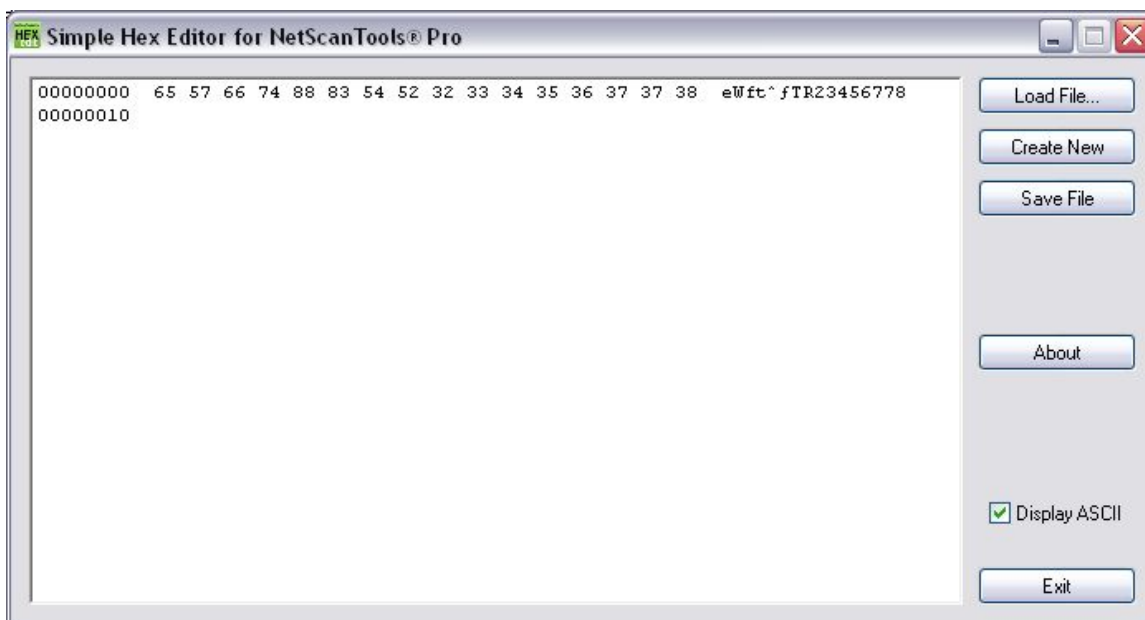 HEX
Simple Hex Editor for NetScanTools® Pro
00000000 65 57 66 74 88 83 54 52 32 33 34 35 36 37 37 38 eWft^ƒTR23456778
00000010
Load File...
Create New
Save File
About
Display ASCII
Exit